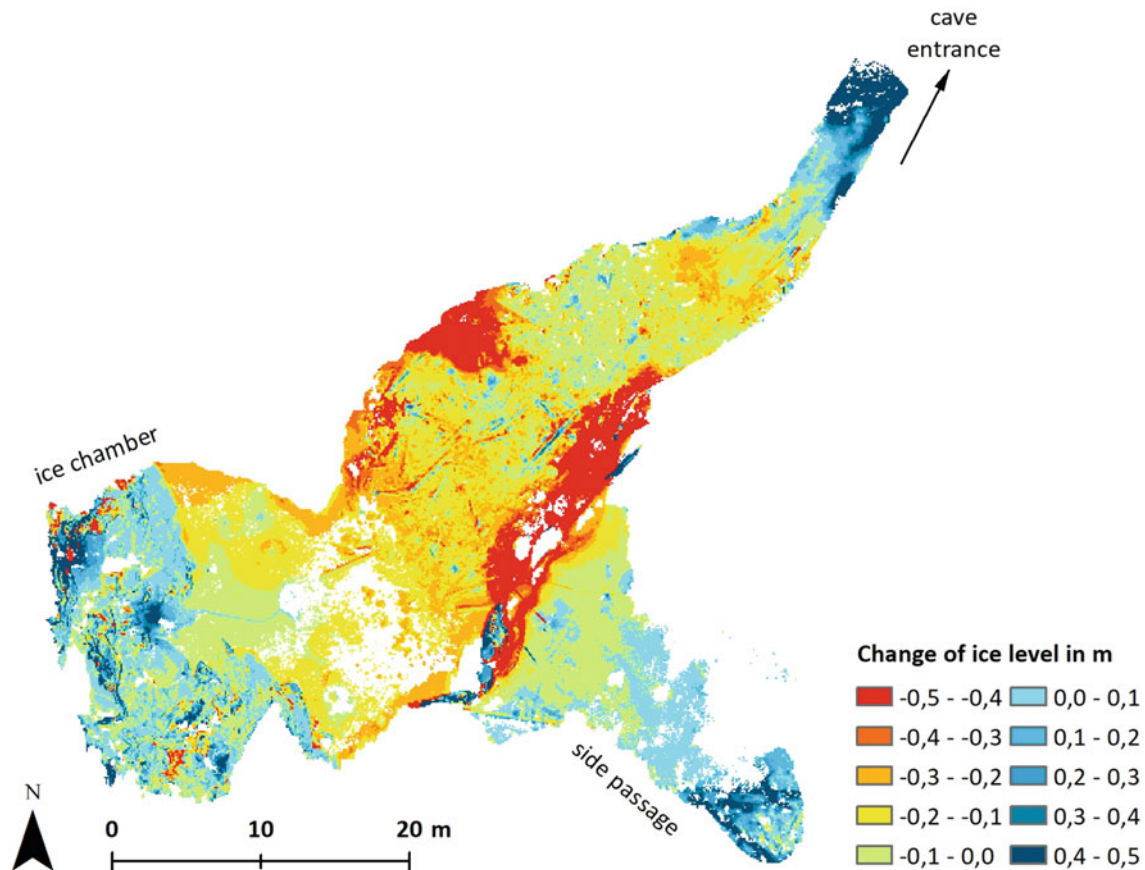 cave
entrance
ice chamber
side passage
N
0 10 20 m
Change of ice level in m
-0,5 - -0,4 0,0 - 0,1
-0,4 - -0,3 0,1 - 0,2
-0,3 - -0,2 0,2 - 0,3
-0,2 - -0,1 0,3 - 0,4
-0,1 - 0,0 0,4 - 0,5